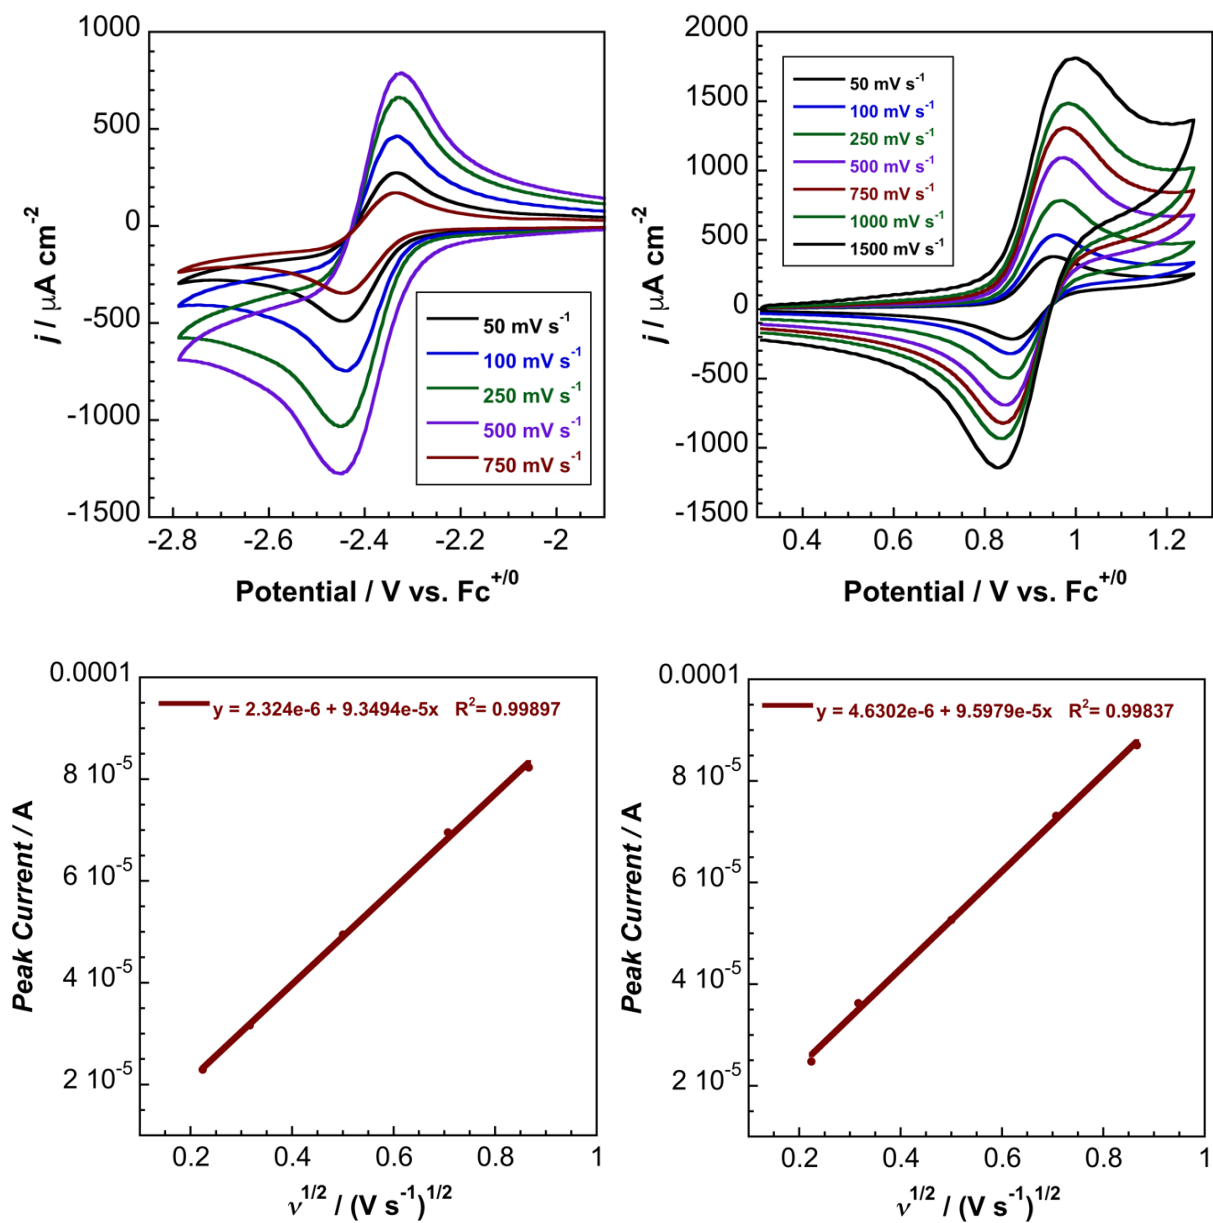 1000
500
0
-500
-1000
-1500
j / μA cm⁻²
50 mV s⁻¹
100 mV s⁻¹
250 mV s⁻¹
500 mV s⁻¹
750 mV s⁻¹
-2.8 -2.6 -2.4 -2.2 -2
Potential / V vs. Fc⁺/⁰
2000
1500
1000
500
0
-500
-1000
-1500
j / μA cm⁻²
50 mV s⁻¹
100 mV s⁻¹
250 mV s⁻¹
500 mV s⁻¹
750 mV s⁻¹
1000 mV s⁻¹
1500 mV s⁻¹
0.4 0.6 0.8 1 1.2
Potential / V vs. Fc⁺/⁰
0.0001
8 10⁻⁵
6 10⁻⁵
4 10⁻⁵
2 10⁻⁵
Peak Current / A
y = 2.324e-6 + 9.3494e-5x R²= 0.99897
0.2 0.4 0.6 0.8 1
ν¹/² / (V s⁻¹)¹/²
0.0001
8 10⁻⁵
6 10⁻⁵
4 10⁻⁵
2 10⁻⁵
Peak Current / A
y = 4.6302e-6 + 9.5979e-5x R²= 0.99837
0.2 0.4 0.6 0.8 1
ν¹/² / (V s⁻¹)¹/²